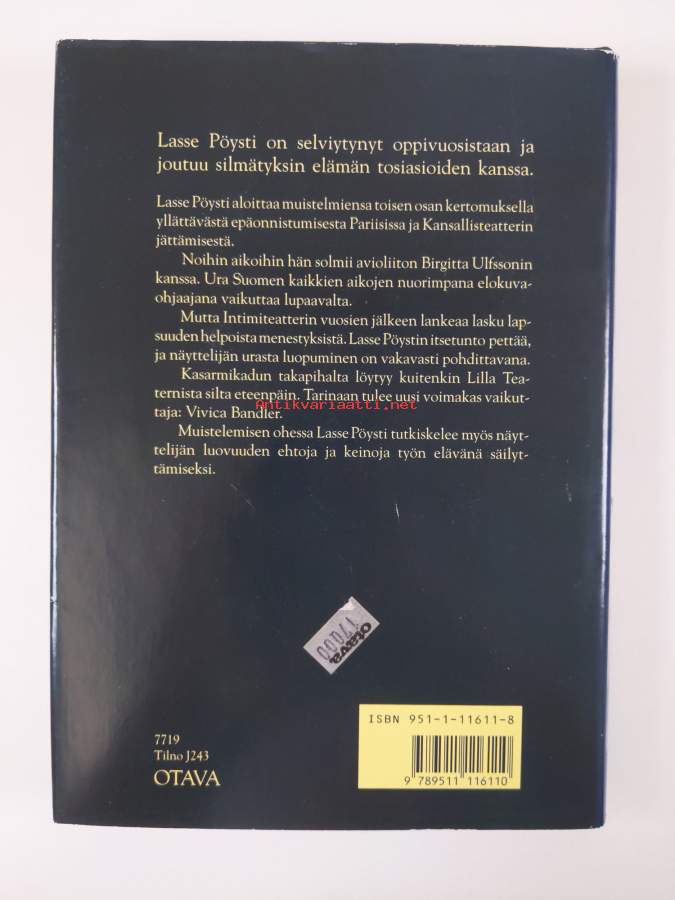 Lasse Pöysti on selviytynyt oppivuosistaan ja
joutuu silmätyksin elämän tosiasioiden kanssa.
Lasse Pöysti aloittaa muistelmiensa toisen osan kertomuksella
yllättävästä epäonnistumisesta Pariisissa ja Kansallisteatterin
jättämisestä.
Noihin aikoihin hän solmii avioliiton Birgitta Ulfssonin
kanssa. Ura Suomen kaikkien aikojen nuorimpana elokuva-
ohjaajana vaikuttaa lupaavalta.
Mutta Intimiteatterin vuosien jälkeen lankeaa lasku lap-
suuden helpoista menestyksistä. Lasse Pöystin itsetunto pettää,
ja näyttelijän urasta luopuminen on vakavasti pohdittavana.
Kasarmikadun takapihalta löytyy kuitenkin Lilla Tea-
ternista silta eteenpäin. Tarinaan tulee uusi voimakas vaikut-
Antikvariaatti.net
taja: Vivica Bandler.
Muistelemisen ohessa Lasse Pöysti tutkiskelee myös näyt-
telijän luovuuden ehtoja ja keinoja työn elävänä säilyt-
tämiseksi.
17000
otava
ISBN 951-1-11611-8
7719
Tilno J243
OTAVA
9 789511 116110